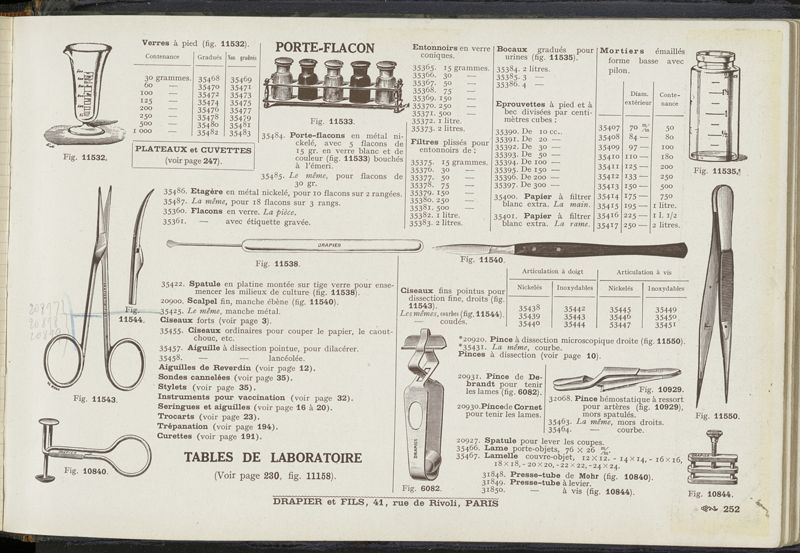 Verres à pied (fig. 11532).
Contenance Gradués Non gradués
30 grammes. 35468 35469
60 — 35470 35471
100 — 35472 35473
125 — 35474 35475
200 — 35476 35477
250 — 35478 35479
500 — 35480 35481
1 000 — 35482 35483
Fig. 11532.
PLATEAUX et CUVETTES
(voir page 247).
PORTE-FLACON
Fig. 11533.
35484. Porte-flacons en métal ni-
ckelé, avec 5 flacons de
15 gr. en verre blanc et de
couleur (fig. 11533) bouchés
à l'émeri.
35485. Le même, pour flacons de
30 gr.
35486. Etagère en métal nickelé, pour 10 flacons sur 2 rangées.
35487. La même, pour 18 flacons sur 3 rangs.
35360. Flacons en verre. La pièce.
35361. — avec étiquette gravée.
Entonnoirs en verre
coniques.
35365. 15 grammes.
35366. 30 —
35367. 50 —
35368. 75 —
35369. 150 —
35370. 250 —
35371. 500 —
35372. 1 litre.
35373. 2 litres.
Filtres plissés pour
entonnoirs de :
35375. 15 grammes.
35376. 30 —
35377. 50 —
35378. 75 —
35379. 150 —
35380. 250 —
35381. 500 —
35382. 1 litre.
35383. 2 litres.
Bocaux gradués pour
urines (fig. 11535).
35384. 2 litres.
35385. 3 —
35386. 4 —
Eprouvettes à pied et à
bec divisées par centi-
mètres cubes :
35390. De 10 cc..
35391. De 20 —
35392. De 30 —
35393. De 50 —
35394. De 100 —
35395. De 150 —
35396. De 200 —
35397. De 300 —
35400. Papier à filtrer
blanc extra. La main.
35401. Papier à filtrer
blanc extra. La rame.
Mortiers émaillés
forme basse avec
pilon.
Diam. extérieur Conte- nance
35407 70 m/m 50
35408 84 — 80
35409 97 — 100
35410 110 — 180
35411 125 — 200
35412 133 — 250
35413 150 — 500
35414 175 — 750
35415 195 — 1 litre.
35416 225 — 1 l. 1/2
35417 250 — 2 litres.
Fig. 11535.
DRAPIER
Fig. 11538.
Fig. 11540.
Fig.
11544.
Fig. 11543.
35422. Spatule en platine montée sur tige verre pour ense-
mencer les milieux de culture (fig. 11538).
20900. Scalpel fin, manche ébène (fig. 11540).
35425. Le même, manche métal.
Ciseaux forts (voir page 3).
35455. Ciseaux ordinaires pour couper le papier, le caout-
chouc, etc.
35457. Aiguille à dissection pointue, pour dilacérer.
35458. — — lancéolée.
Aiguilles de Reverdin (voir page 12).
Sondes cannelées (voir page 35).
Stylets (voir page 35).
Instruments pour vaccination (voir page 32).
Seringues et aiguilles (voir page 16 à 20).
Trocarts (voir page 23).
Trépanation (voir page 194).
Curettes (voir page 191).
Ciseaux fins pointus pour
dissection fine, droits (fig.
11543).
Les mêmes, courbes (fig. 11544).
— coudés.
Articulation à doigt Articulation à vis
Nickelés Inoxydables Nickelés Inoxydables
35438 35442 35445 35449
35439 35443 35446 35450
35440 35444 53447 35451
*20920. Pince à dissection microscopique droite (fig. 11550).
*35431. La même, courbe.
Pinces à dissection (voir page 10).
20931. Pince de De-
brandt pour tenir
les lames (fig. 6082).
20930. Pince de Cornet
pour tenir les lames.
Fig. 10929.
32068. Pince hémostatique à ressort
pour artères (fig. 10929),
mors spatulés.
35463. La même, mors droits.
35464. — courbe.
20927. Spatule pour lever les coupes.
35466. Lame porte-objets, 76 × 26 m/m.
35467. Lamelle couvre-objet, 12×12. - 14×14, - 16×16,
18×18, - 20×20, - 22×22, - 24×24.
31848. Presse-tube de Mohr (fig. 10840).
31849. Presse-tube à levier.
31850. — à vis (fig. 10844).
DRAPIER
Fig. 6082.
Fig. 11550.
Fig. 10844.
Fig. 10840.
TABLES DE LABORATOIRE
(Voir page 230, fig. 11158).
DRAPIER et FILS, 41, rue de Rivoli, PARIS
252